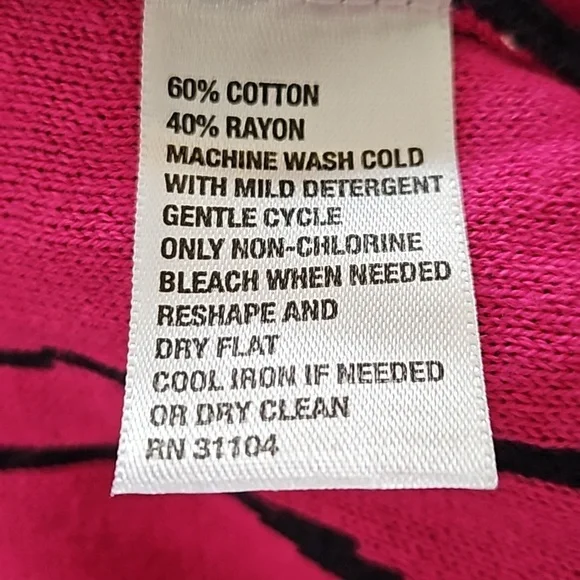 60% COTTON
40% RAYON
MACHINE WASH COLD
WITH MILD DETERGENT
GENTLE CYCLE
ONLY NON-CHLORINE
BLEACH WHEN NEEDED
RESHAPE AND
DRY FLAT
COOL IRON IF NEEDED
OR DRY CLEAN
RN 31104